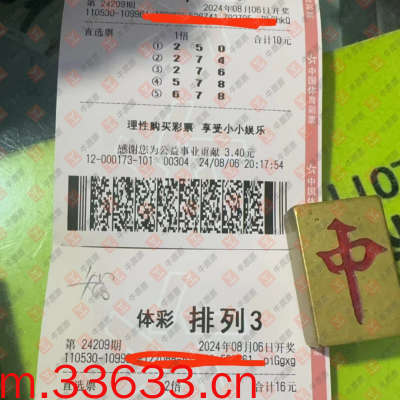 第 24209期 2024年08月06日开奖
直选票 1倍 合计10元
① 2 5 0
② 2 7 4
③ 2 7 6
④ 5 7 8
⑤ 6 7 8
理性购买彩票 享受小小娱乐
感谢您为公益事业贡献 3.40元
12-000173-101 00304 24/08/06 20:17:54
体彩 排列3
第 24209期 2024年08月06日开奖
110530-1099 p1Ggxg
直选票 2倍 合计16元
中国体育彩票
中
m.33633.cn